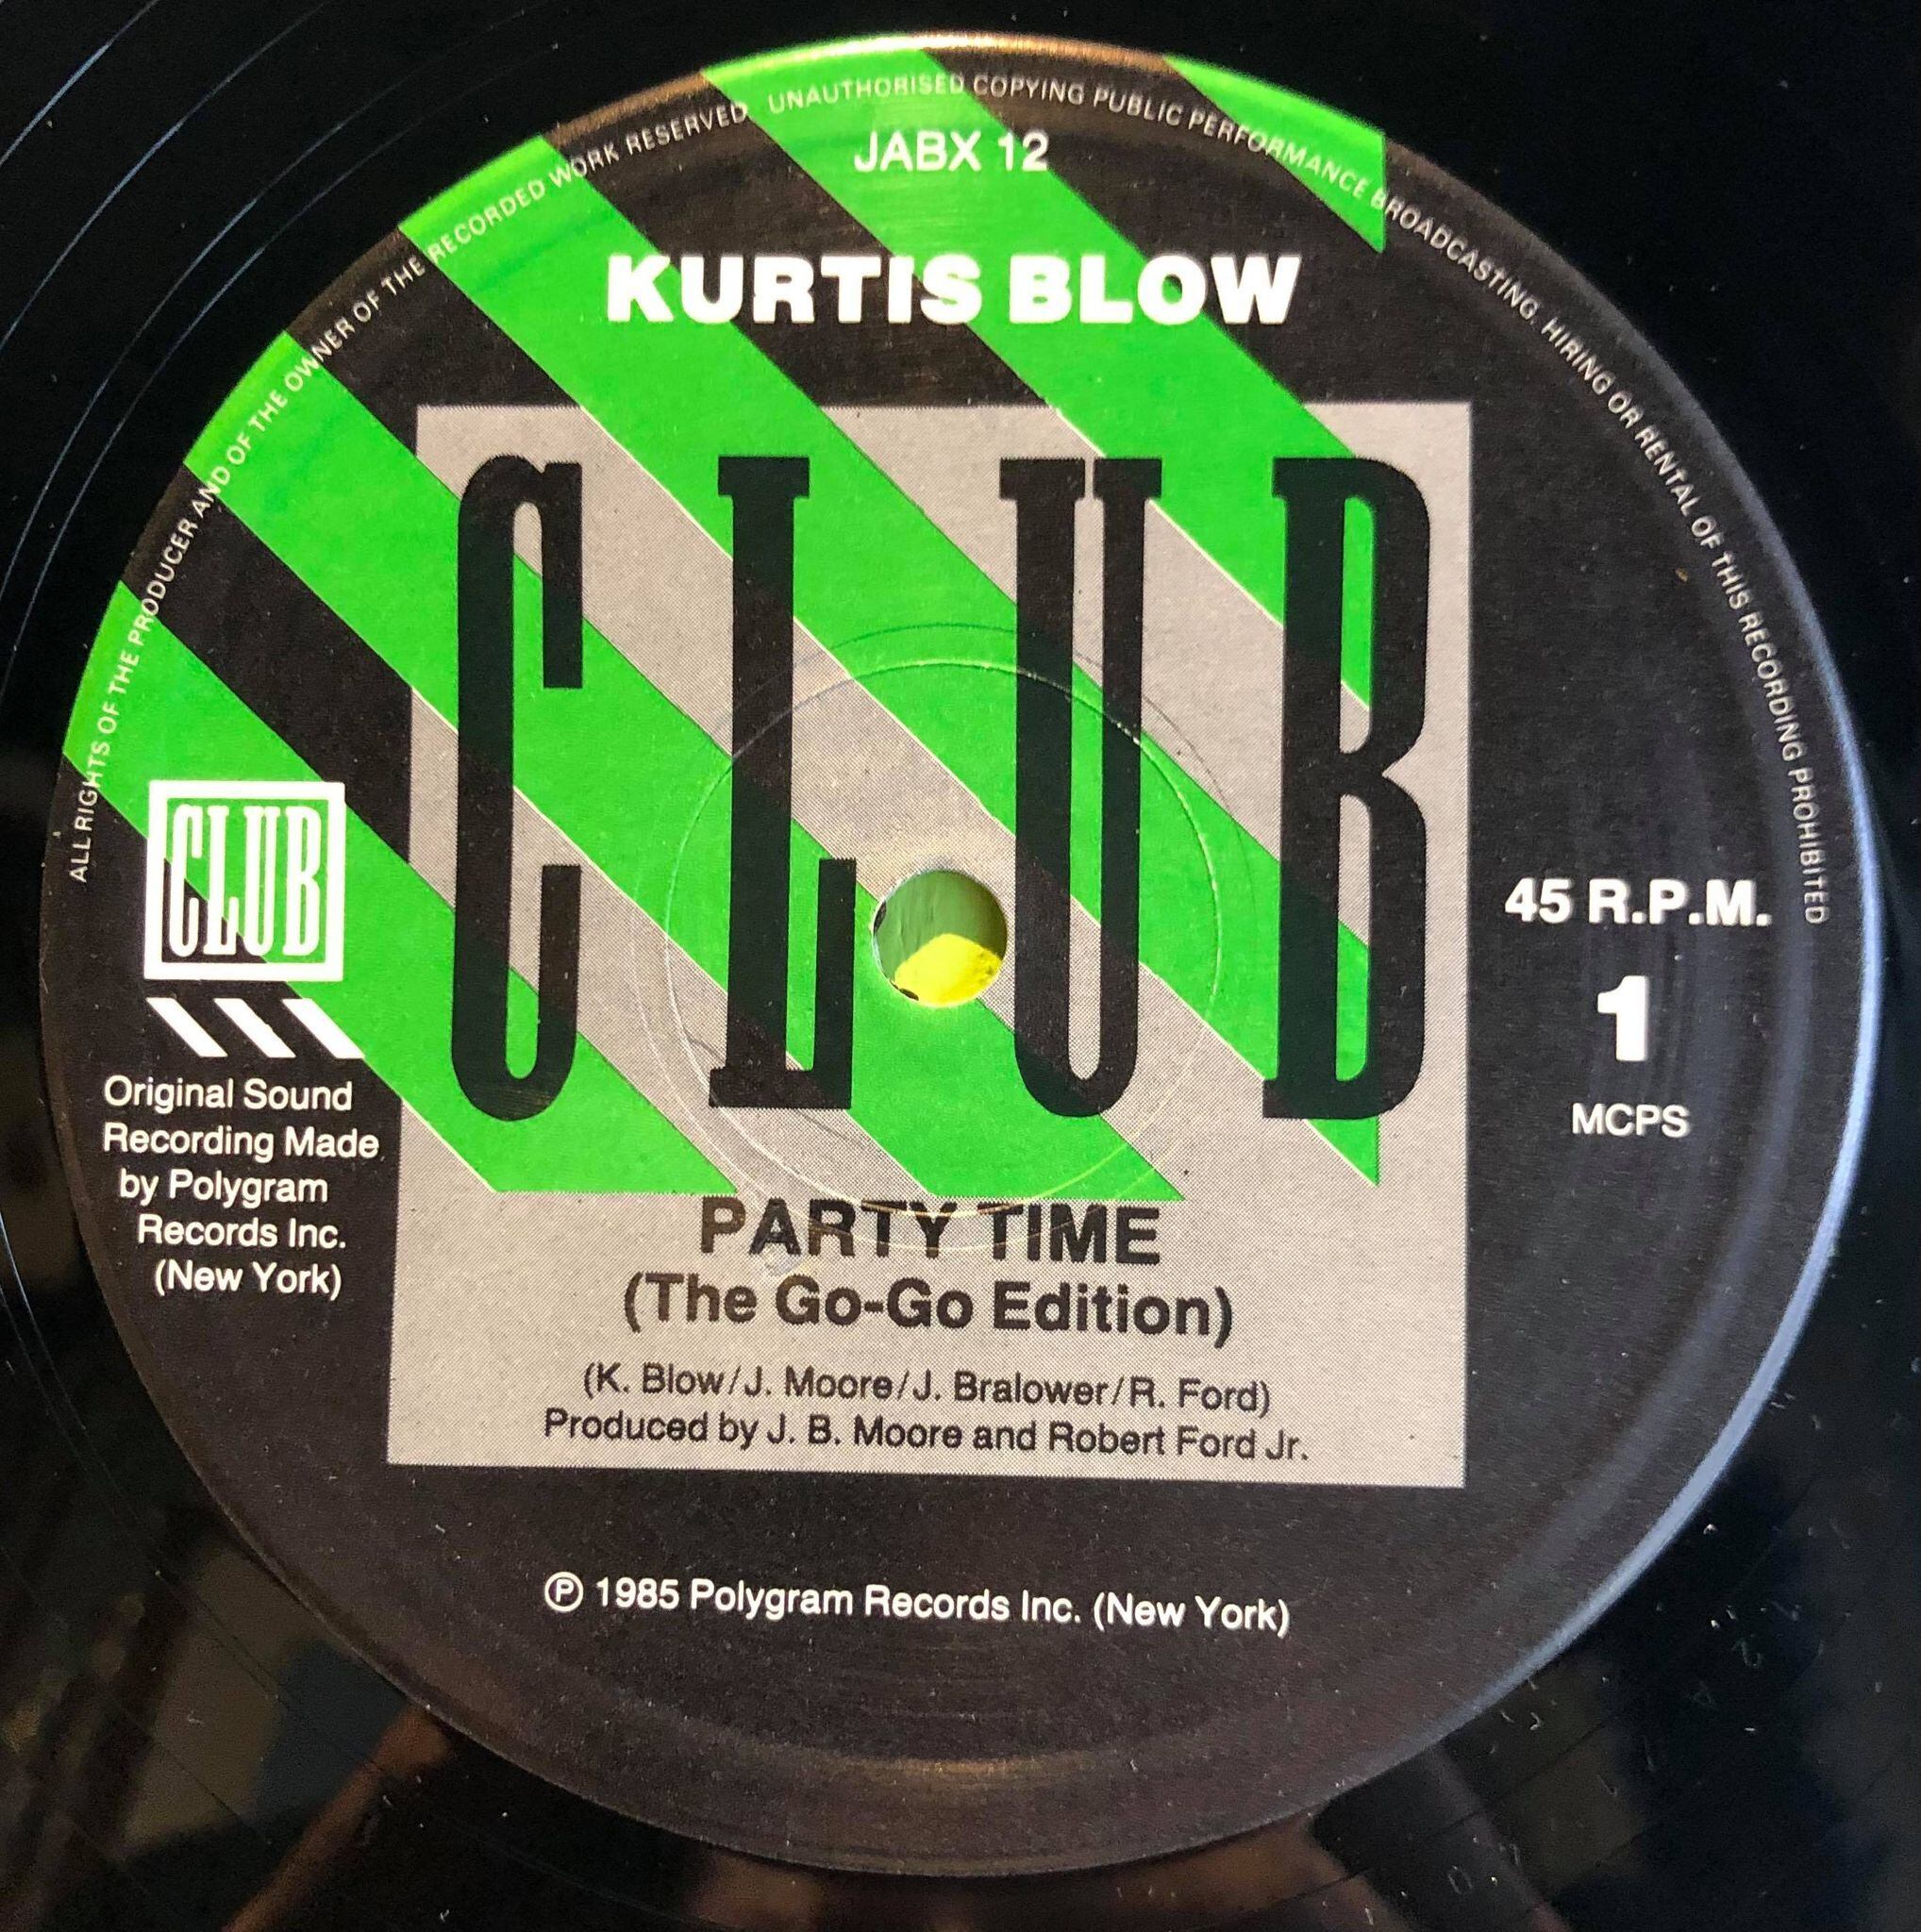 ALL RIGHTS OF THE PRODUCER AND OF THE OWNER OF THE RECORDED WORK RESERVED UNAUTHORISED COPYING PUBLIC PERFORMANCE BROADCASTING. HIRING OR RENTAL OF THIS RECORDING PROHIBITED
JABX 12
KURTIS BLOW
CLUB
CLUB
45 R.P.M.
1
MCPS
Original Sound
Recording Made
by Polygram
Records Inc.
(New York)
PARTY TIME
(The Go-Go Edition)
(K. Blow/J. Moore/J. Bralower/R. Ford)
Produced by J. B. Moore and Robert Ford Jr.
℗ 1985 Polygram Records Inc. (New York)